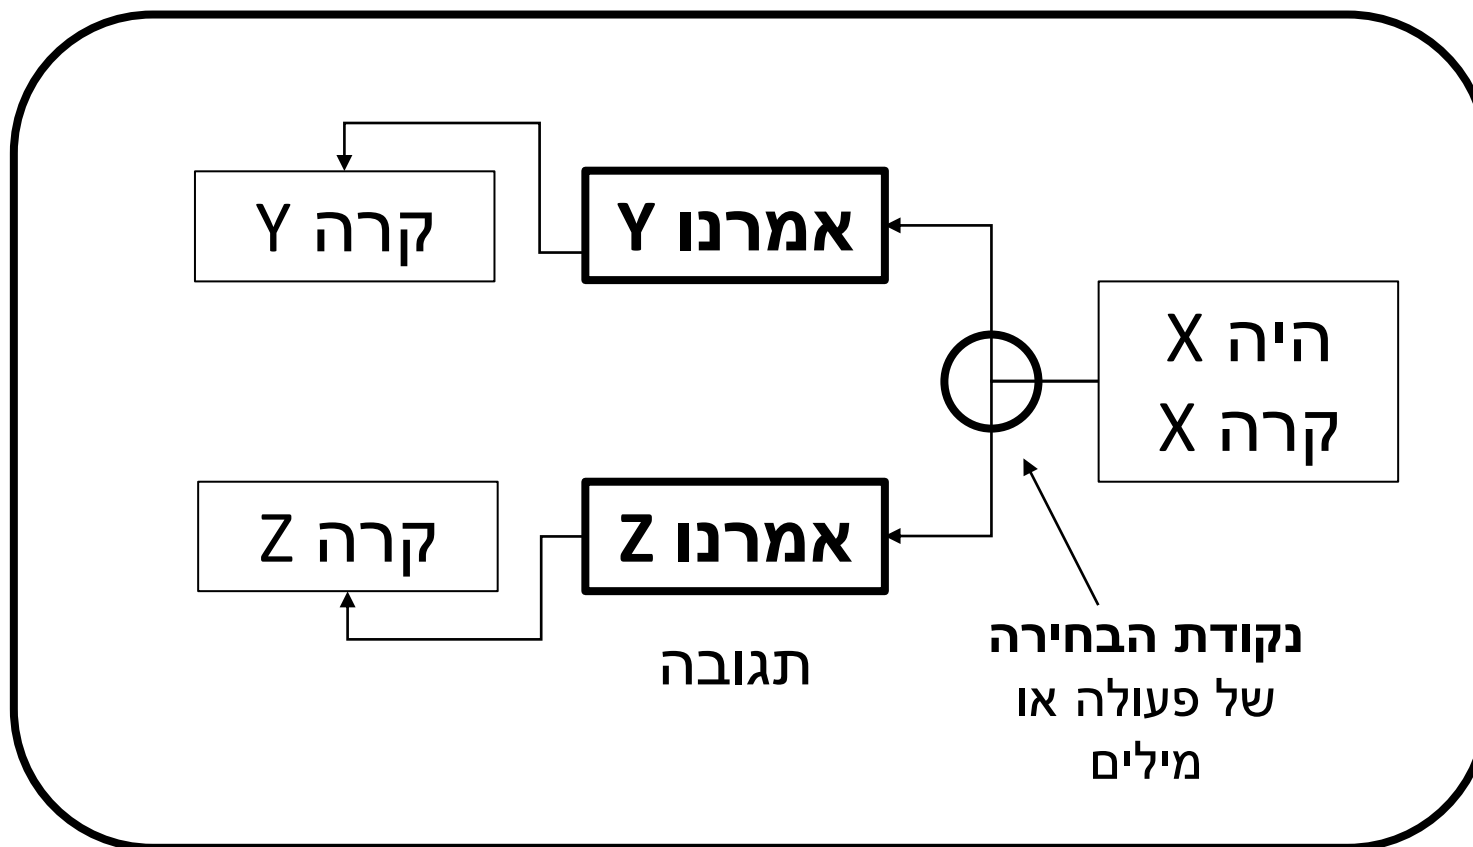 היה X
קרה X
אמרנו Y
קרה Y
אמרנו Z
קרה Z
תגובה
נקודת הבחירה
של פעולה או
מילים